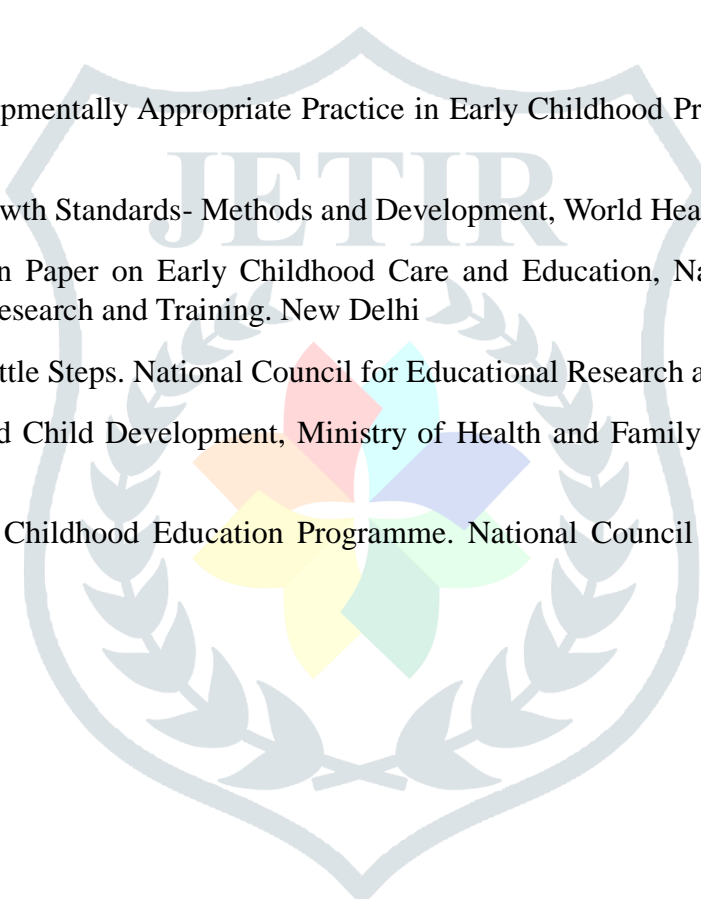 pmentally Appropriate Practice in Early Childhood Pr
JETIR
wth Standards- Methods and Development, World Hea
n Paper on Early Childhood Care and Education, Na
esearch and Training. New Delhi
ttle Steps. National Council for Educational Research a
d Child Development, Ministry of Health and Family
Childhood Education Programme. National Council